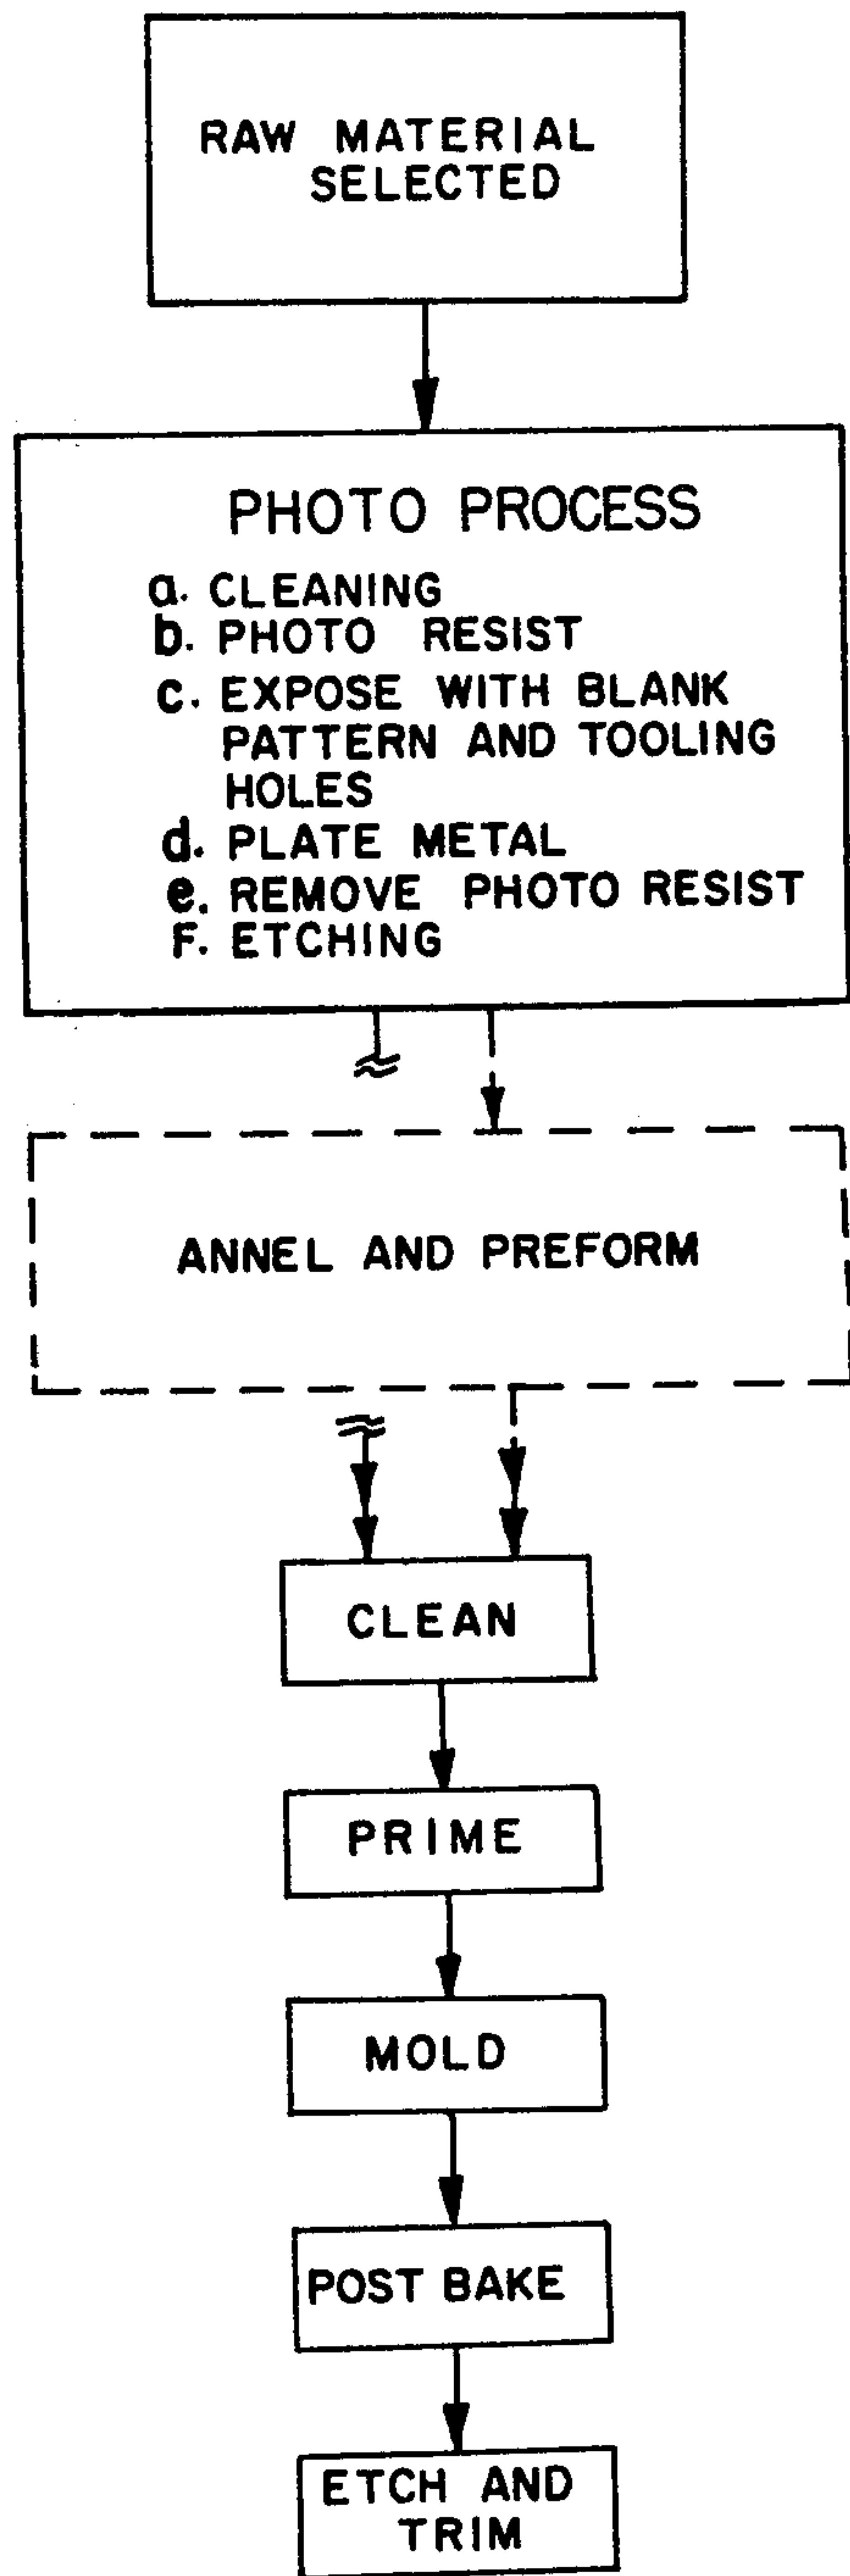 RAW MATERIAL
SELECTED
PHOTO PROCESS
a. CLEANING
b. PHOTO RESIST
c. EXPOSE WITH BLANK
PATTERN AND TOOLING
HOLES
d. PLATE METAL
e. REMOVE PHOTO RESIST
F. ETCHING
ANNEL AND PREFORM
CLEAN
PRIME
MOLD
POST BAKE
ETCH AND
TRIM